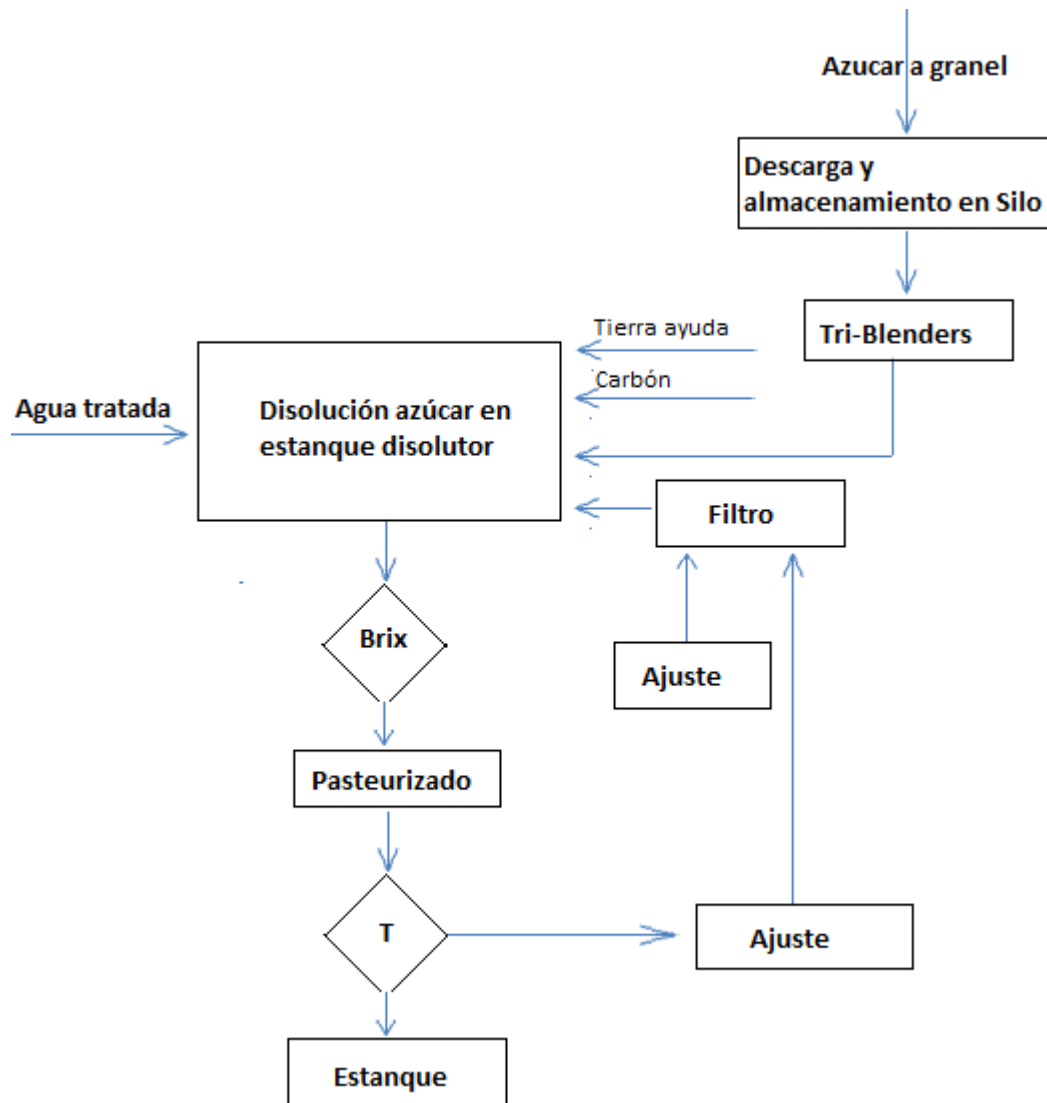 Azucar a granel
Descarga y
almacenamiento en Silo
Tri-Blenders
Tierra ayuda
Carbón
Agua tratada
Disolución azúcar en
estanque disolutor
Filtro
Brix
Ajuste
Pasteurizado
T
Ajuste
Estanque